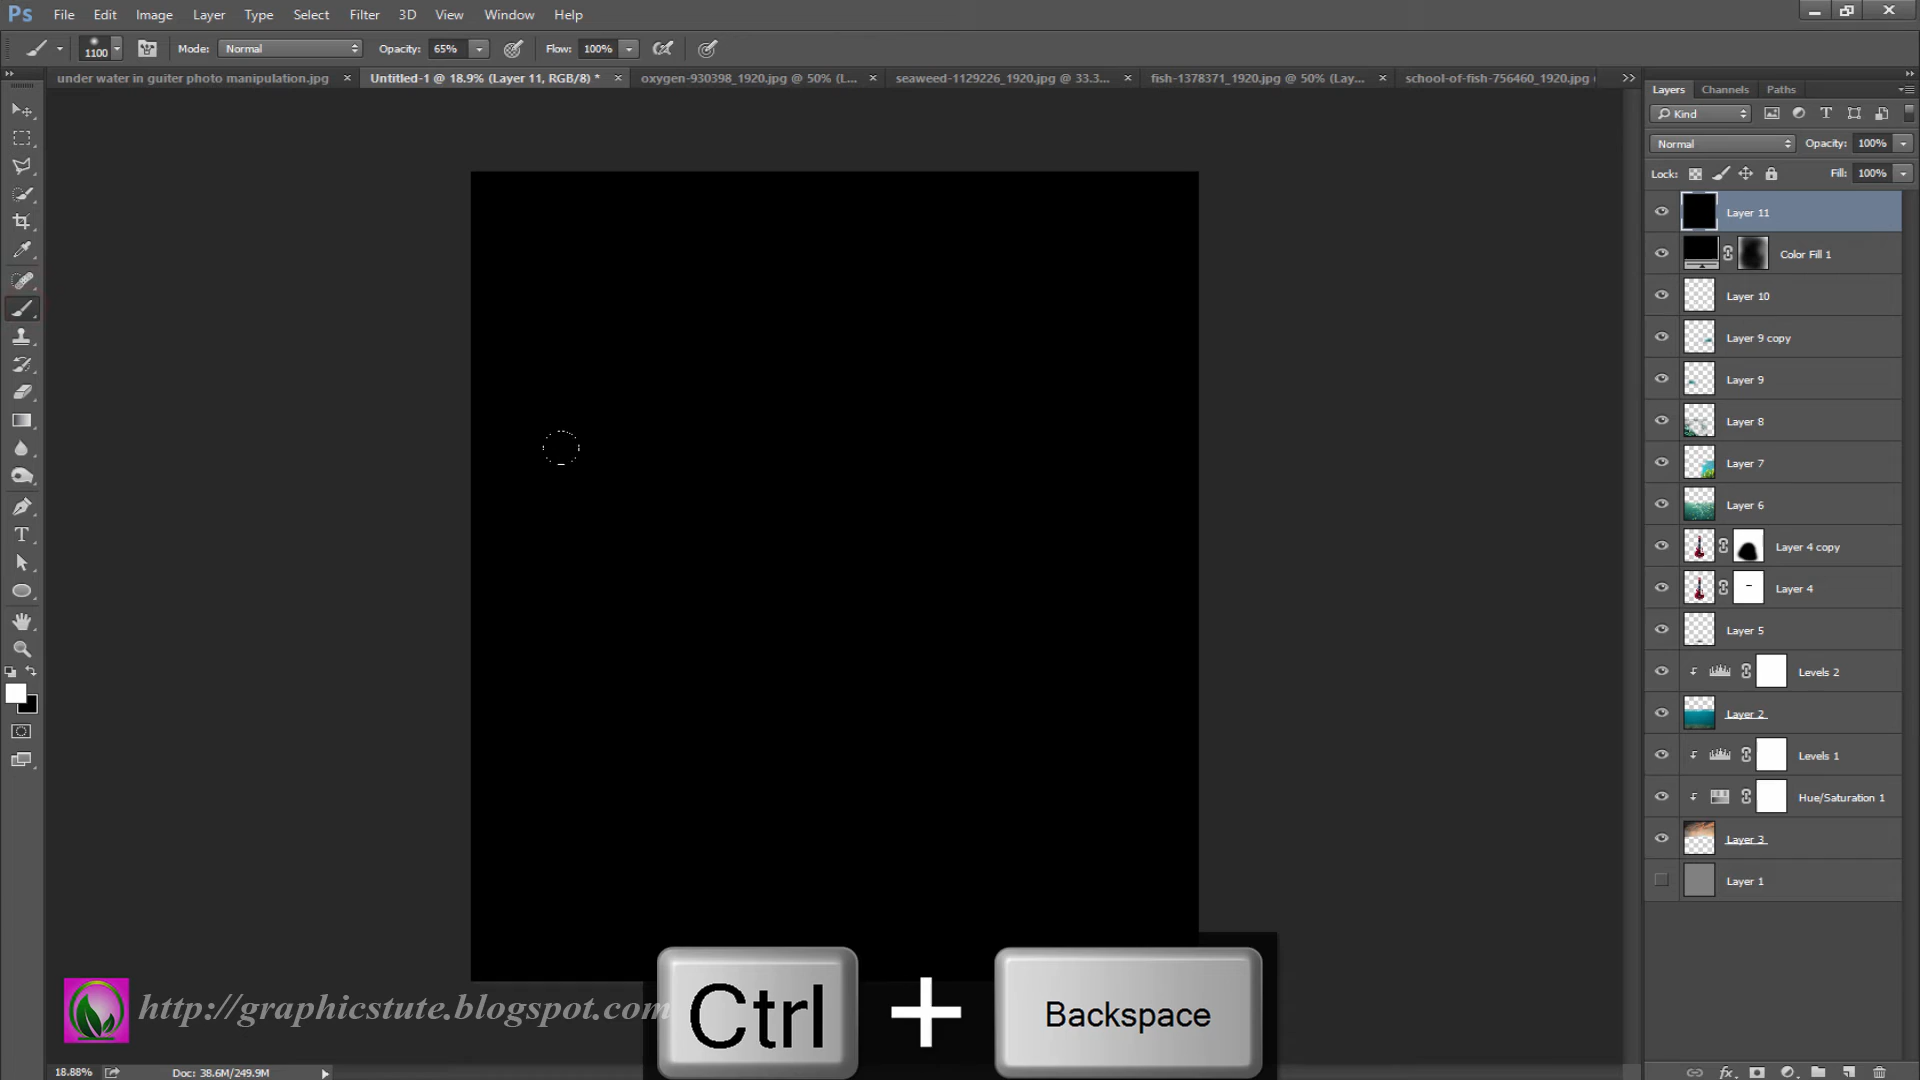 Ps File Edit Image Layer Type Select Filter 3D View Window Help
1100 Mode: Normal Opacity: 65% Flow: 100%
under water in guiter photo manipulation.jpg × Untitled-1 @ 18.9% (Layer 11, RGB/8) * × oxygen-930398_1920.jpg @ 50% (L... × seaweed-1129226_1920.jpg @ 33.3... × fish-1378371_1920.jpg @ 50% (Lay... × school-of-fish-756460_1920.jpg
Layers Channels Paths
Kind
Normal Opacity: 100%
Lock: Fill: 100%
Layer 11
Color Fill 1
Layer 10
Layer 9 copy
Layer 9
Layer 8
Layer 7
Layer 6
Layer 4 copy
Layer 4
Layer 5
Levels 2
Layer 2
Levels 1
Hue/Saturation 1
Layer 3
Layer 1
http://graphicstute.blogspot.com
Ctrl + Backspace
18.88% Doc: 38.6M/249.9M
fx